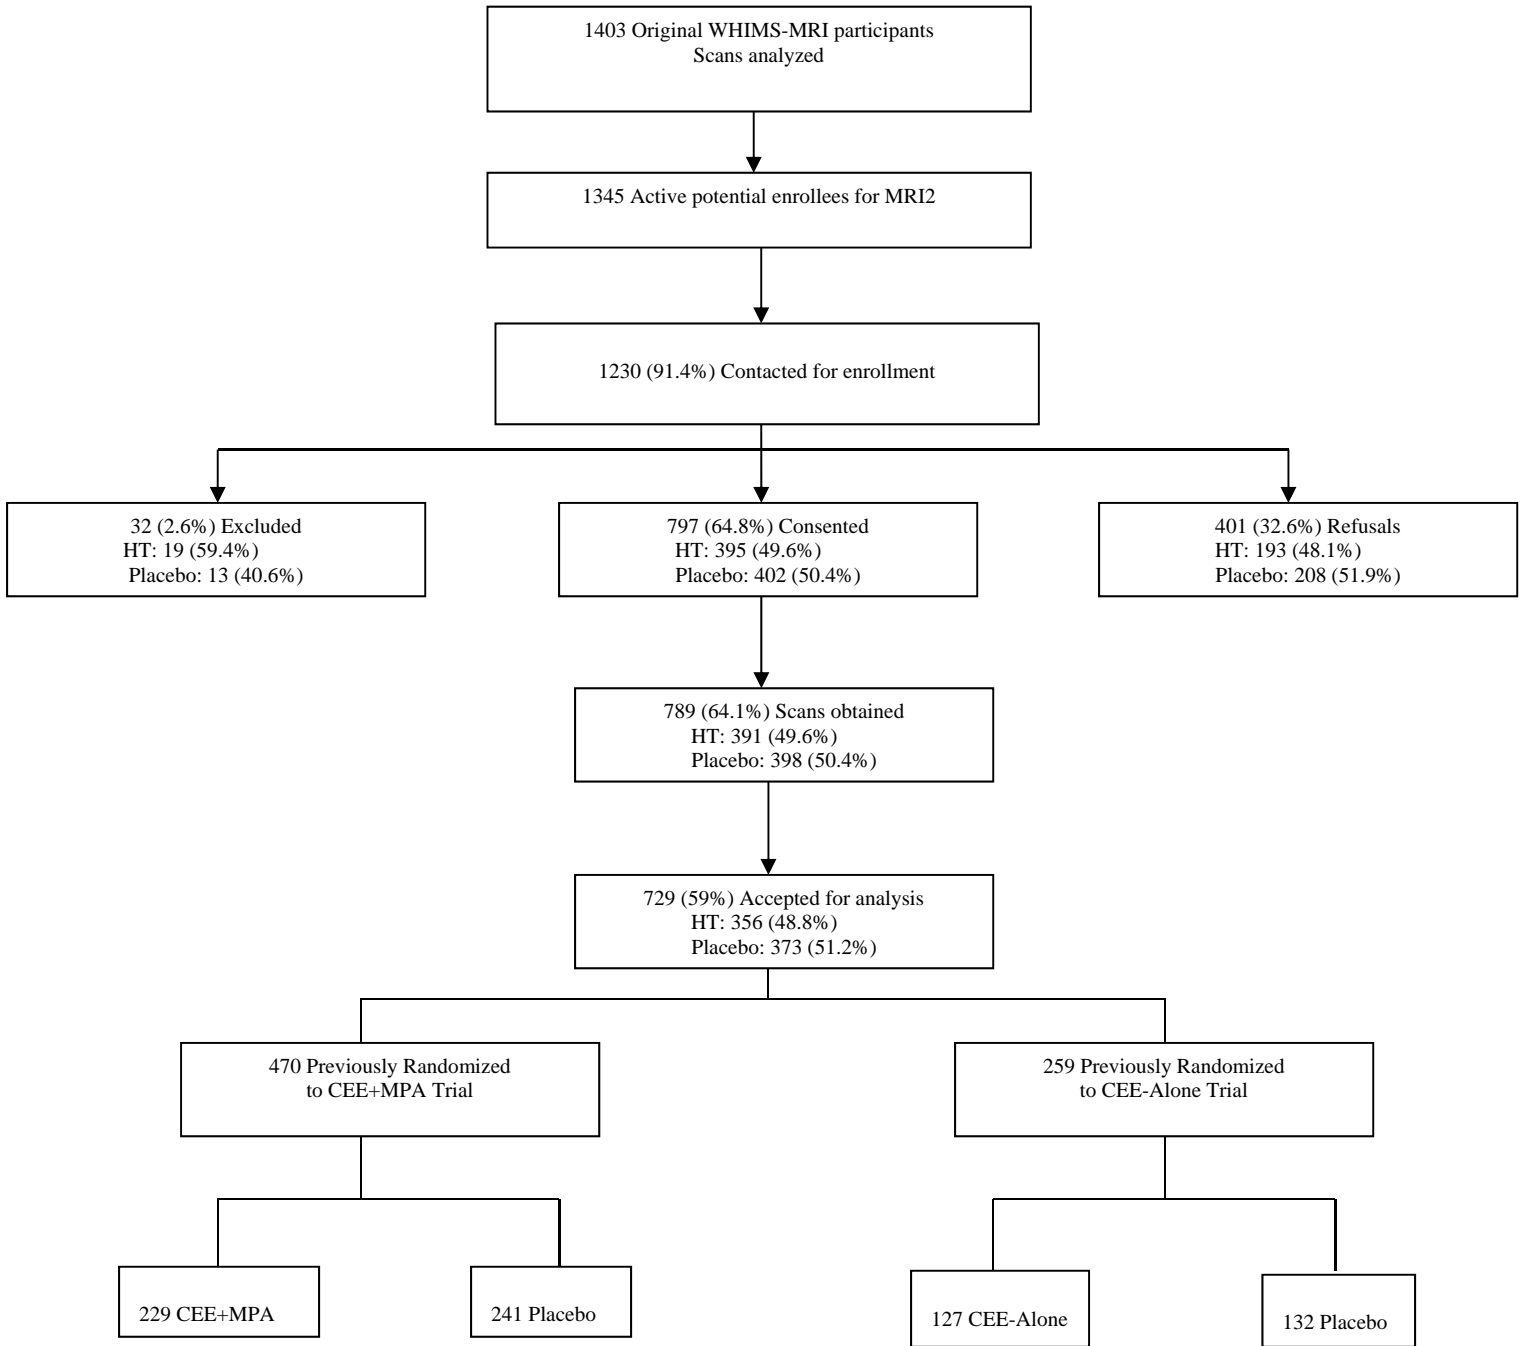 1403 Original WHIMS-MRI participants
Scans analyzed
1345 Active potential enrollees for MRI2
1230 (91.4%) Contacted for enrollment
32 (2.6%) Excluded
HT: 19 (59.4%)
Placebo: 13 (40.6%)
797 (64.8%) Consented
HT: 395 (49.6%)
Placebo: 402 (50.4%)
401 (32.6%) Refusals
HT: 193 (48.1%)
Placebo: 208 (51.9%)
789 (64.1%) Scans obtained
HT: 391 (49.6%)
Placebo: 398 (50.4%)
729 (59%) Accepted for analysis
HT: 356 (48.8%)
Placebo: 373 (51.2%)
470 Previously Randomized
to CEE+MPA Trial
259 Previously Randomized
to CEE-Alone Trial
229 CEE+MPA
241 Placebo
127 CEE-Alone
132 Placebo